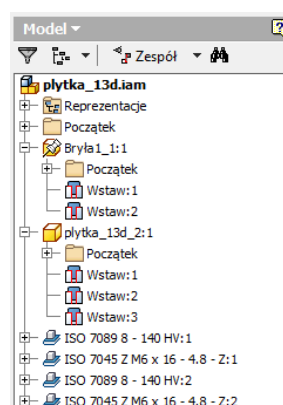 Model
?
Zespół
plytka_13d.iam
Reprezentacje
Początek
Bryła1_1:1
Początek
Wstaw:1
Wstaw:2
plytka_13d_2:1
Początek
Wstaw:1
Wstaw:2
Wstaw:3
ISO 7089 8 - 140 HV:1
ISO 7045 Z M6 x 16 - 4.8 - Z:1
ISO 7089 8 - 140 HV:2
ISO 7045 Z M6 x 16 - 4.8 - Z:2